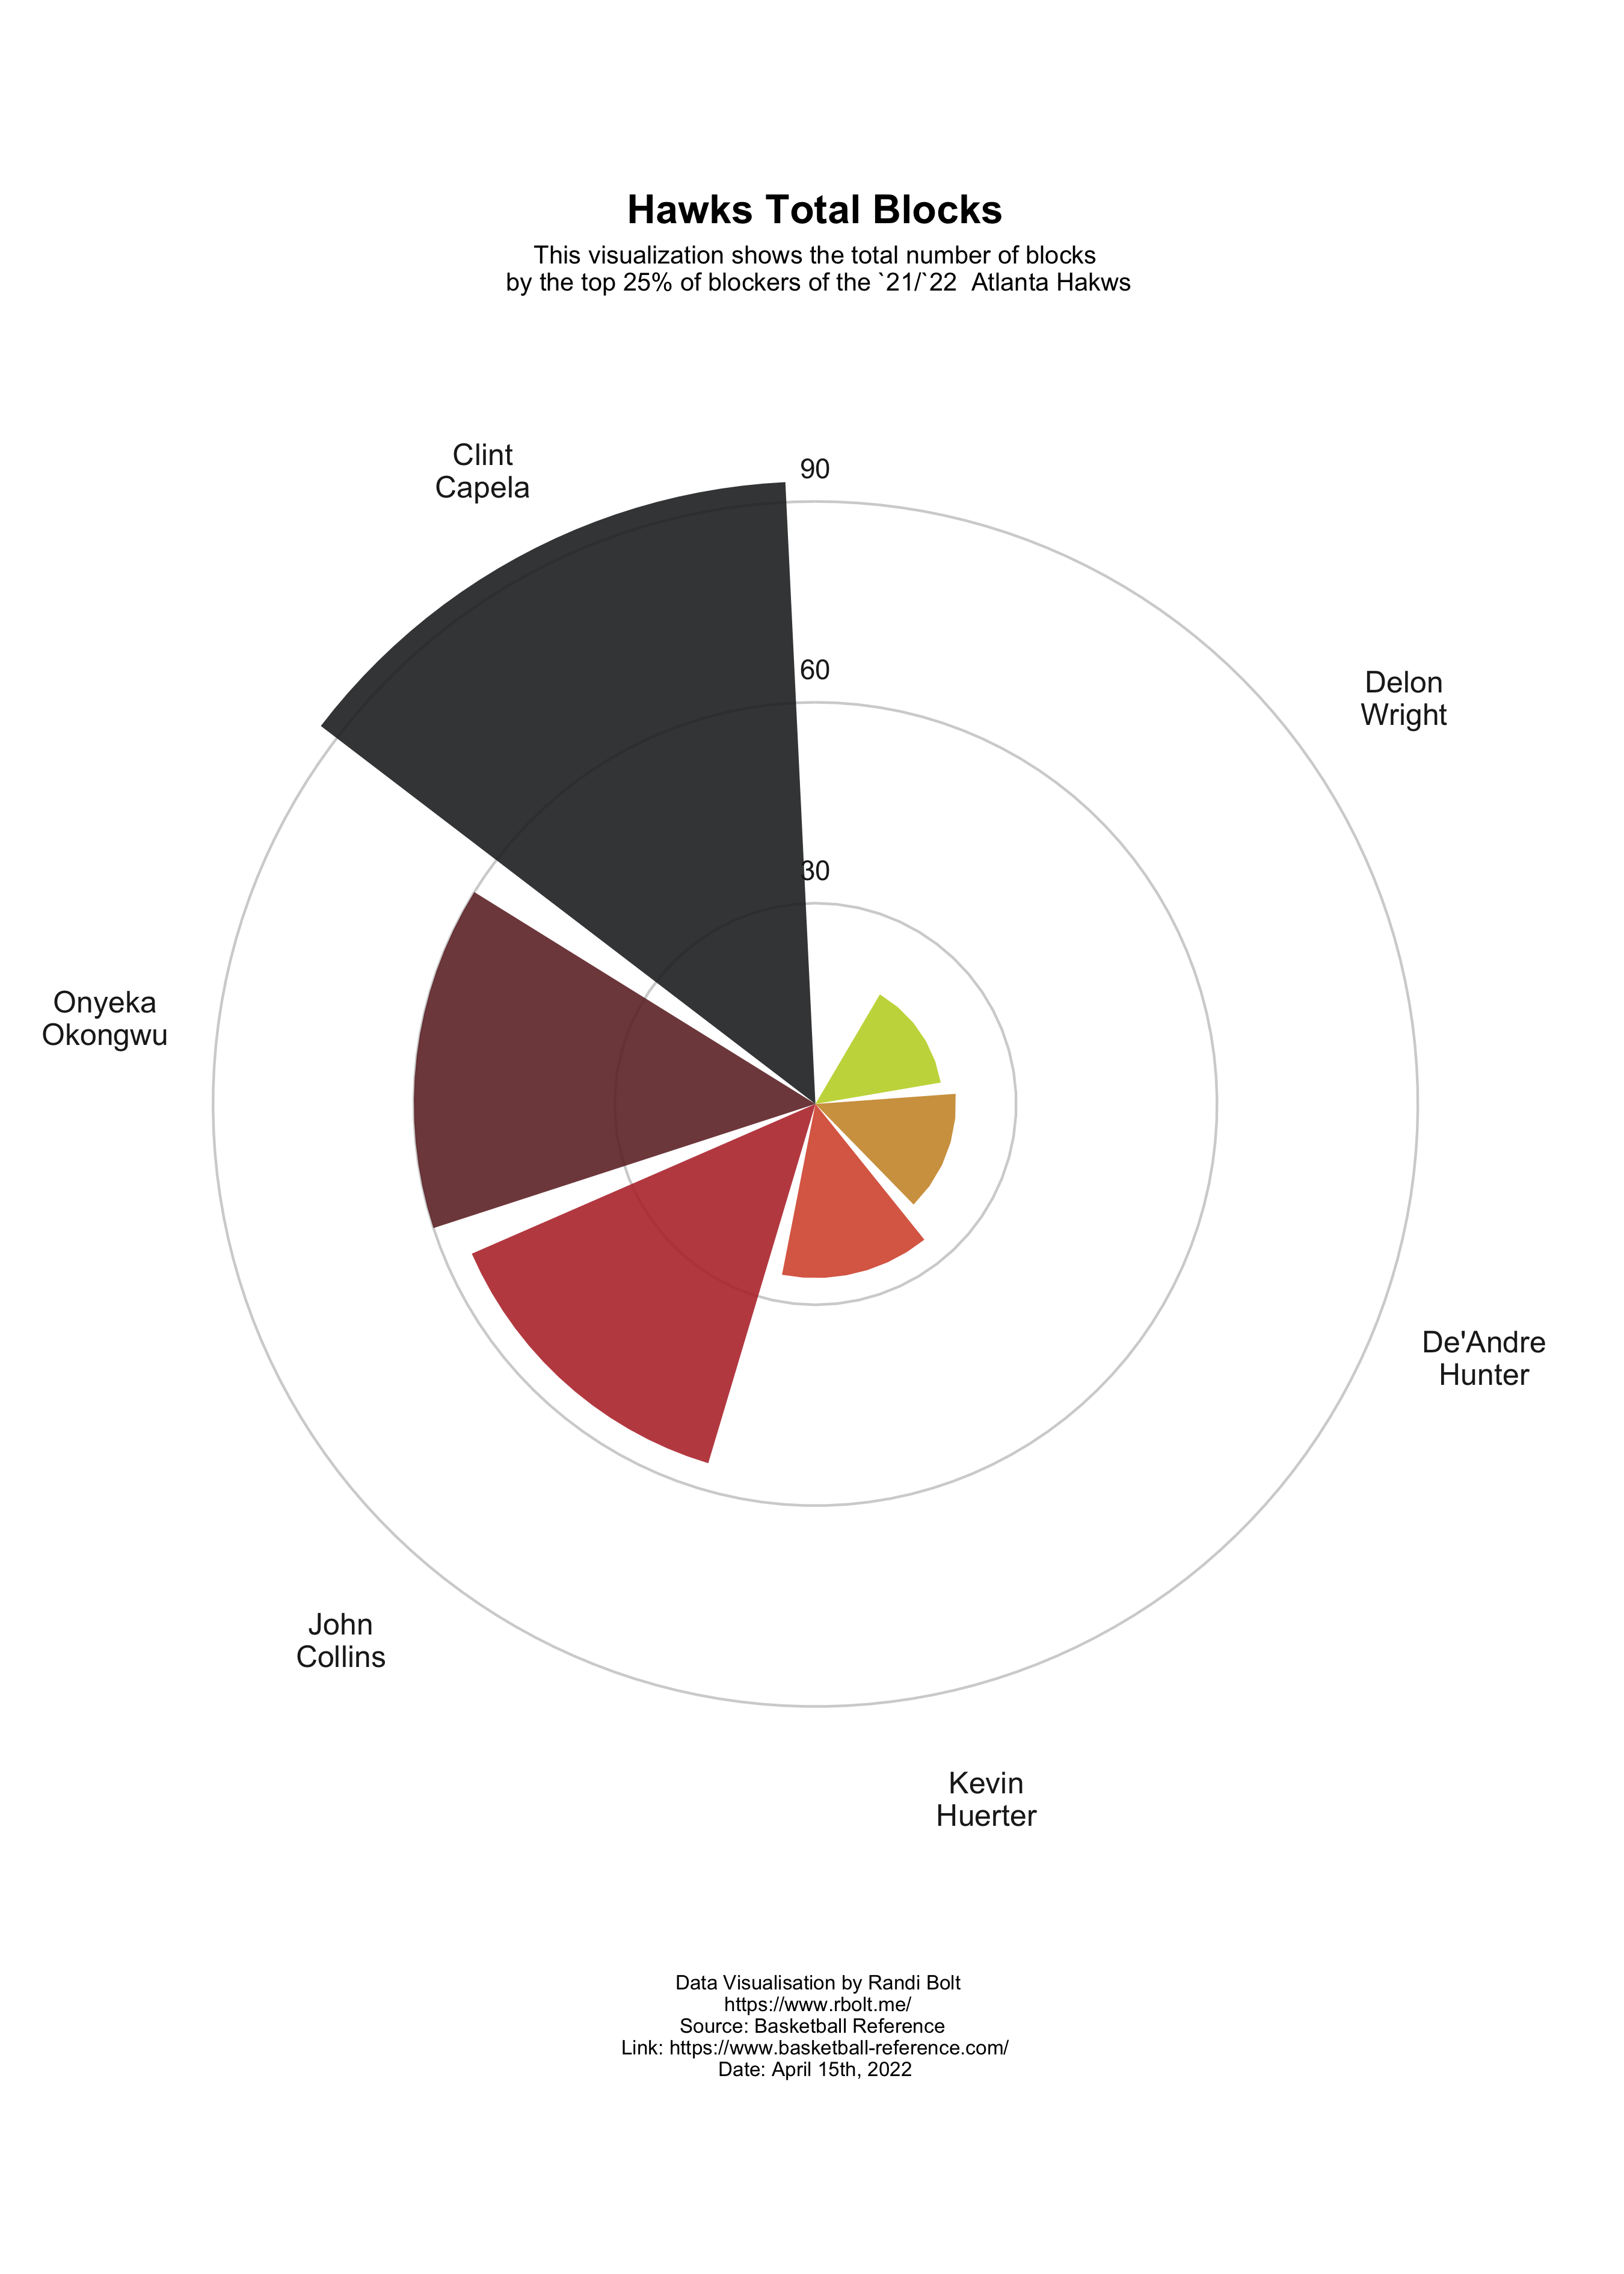 Hawks Total Blocks
This visualization shows the total number of blocks
by the top 25% of blockers of the `21/`22  Atlanta Hakws
Clint
Capela
90
60
30
Delon
Wright
Onyeka
Okongwu
De'Andre
Hunter
John
Collins
Kevin
Huerter
Data Visualisation by Randi Bolt
https://www.rbolt.me/
Source: Basketball Reference
Link: https://www.basketball-reference.com/
Date: April 15th, 2022